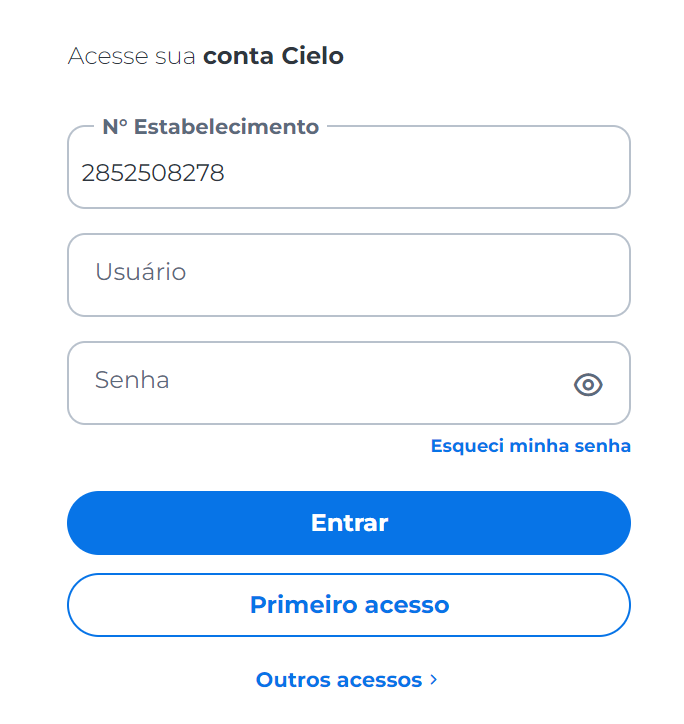 Acesse sua conta Cielo
Nº Estabelecimento
2852508278
Usuário
Senha
Esqueci minha senha
Entrar
Primeiro acesso
Outros acessos >